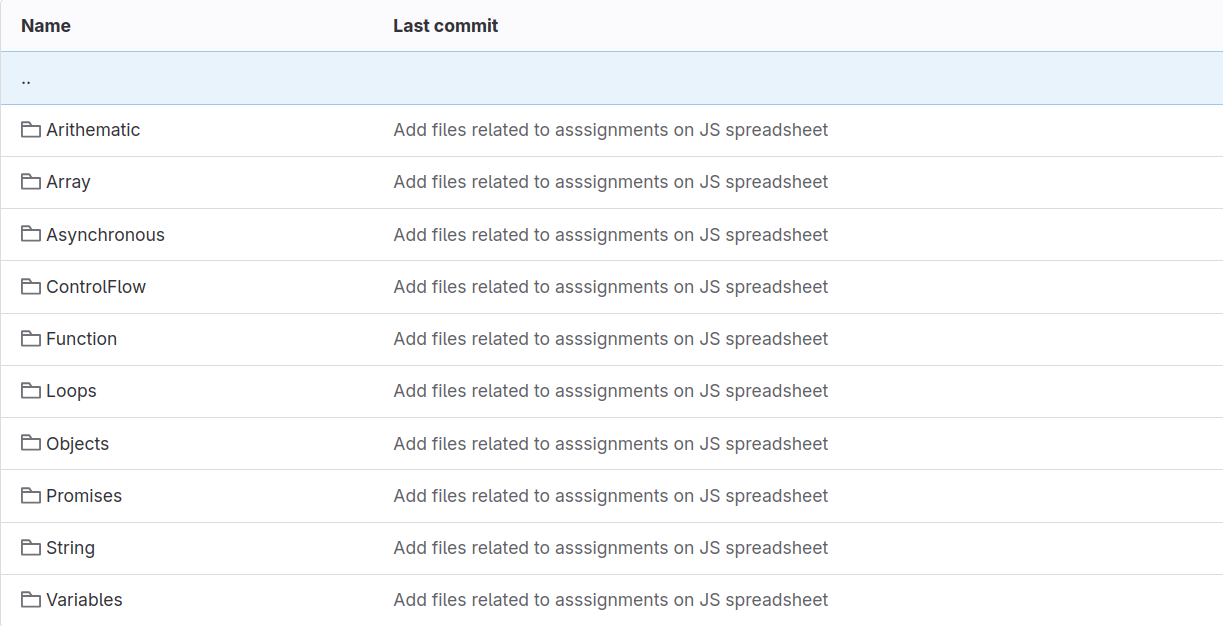 Name Last commit
..
Arithematic Add files related to asssignments on JS spreadsheet
Array Add files related to asssignments on JS spreadsheet
Asynchronous Add files related to asssignments on JS spreadsheet
ControlFlow Add files related to asssignments on JS spreadsheet
Function Add files related to asssignments on JS spreadsheet
Loops Add files related to asssignments on JS spreadsheet
Objects Add files related to asssignments on JS spreadsheet
Promises Add files related to asssignments on JS spreadsheet
String Add files related to asssignments on JS spreadsheet
Variables Add files related to asssignments on JS spreadsheet